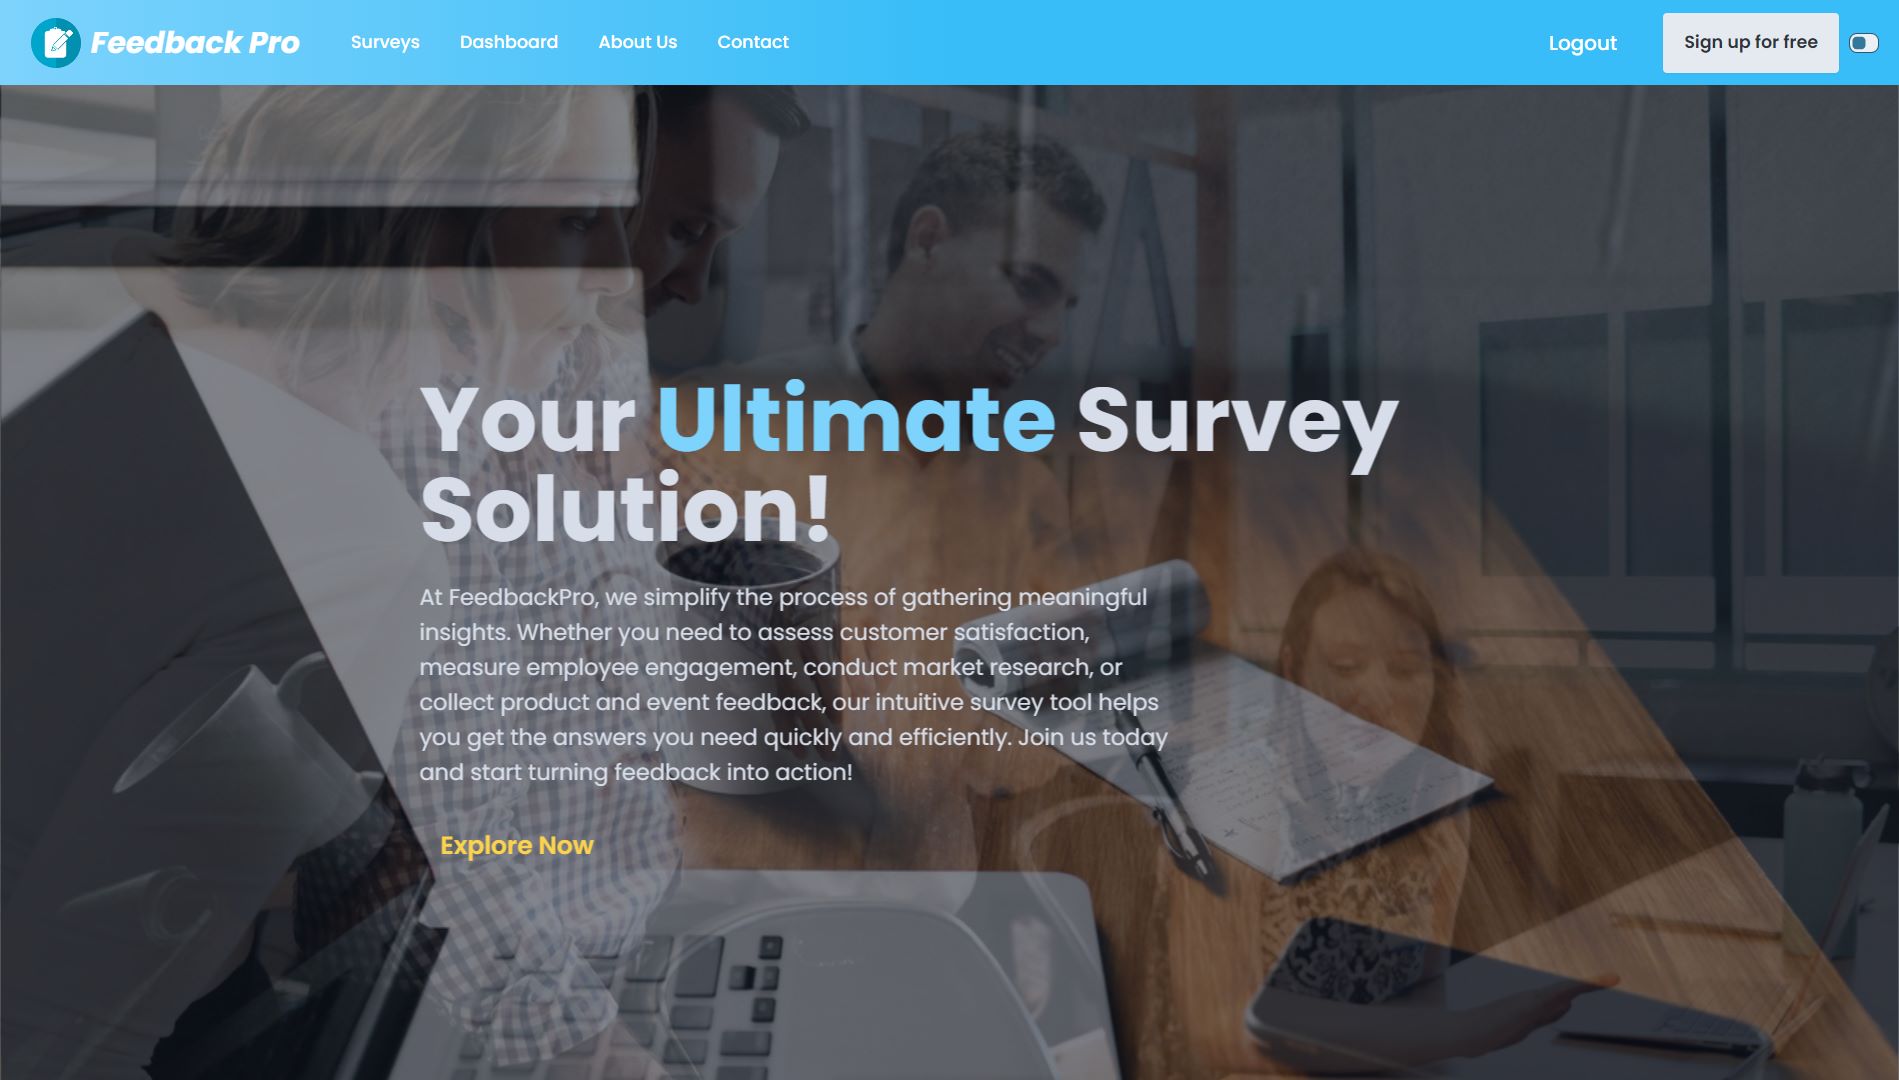 Feedback Pro
Surveys
Dashboard
About Us
Contact
Logout
Sign up for free
Your Ultimate Survey
Solution!
At FeedbackPro, we simplify the process of gathering meaningful
insights. Whether you need to assess customer satisfaction,
measure employee engagement, conduct market research, or
collect product and event feedback, our intuitive survey tool helps
you get the answers you need quickly and efficiently. Join us today
and start turning feedback into action!
Explore Now